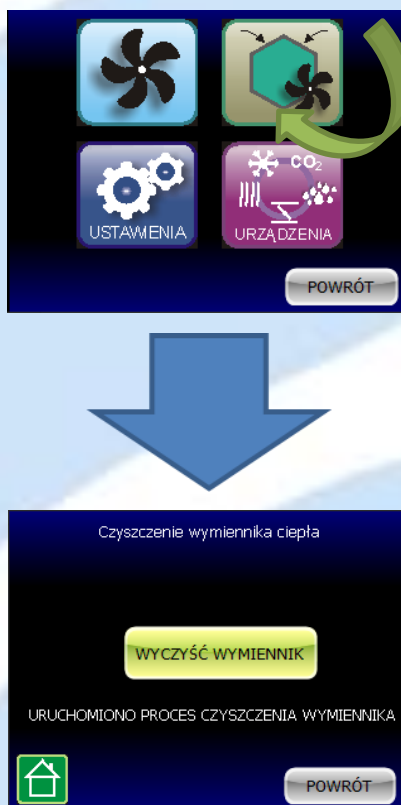 CO₂
USTAWIENIA
URZĄDZENIA
POWRÓT
Czyszczenie wymiennika ciepła
WYCZYŚĆ WYMIENNIK
URUCHOMIONO PROCES CZYSZCZENIA WYMIENNIKA
POWRÓT